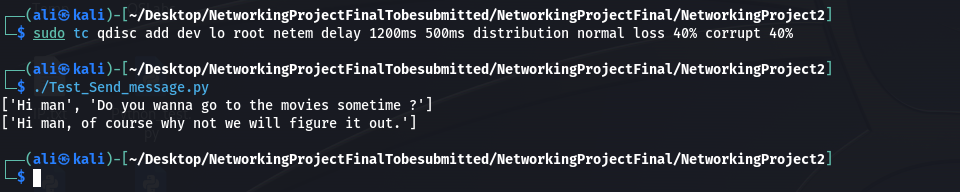 ┌──(ali㉿kali)-[~/Desktop/NetworkingProjectFinalTobesubmitted/NetworkingProjectFinal/NetworkingProject2]
└─$ sudo tc qdisc add dev lo root netem delay 1200ms 500ms distribution normal loss 40% corrupt 40%
┌──(ali㉿kali)-[~/Desktop/NetworkingProjectFinalTobesubmitted/NetworkingProjectFinal/NetworkingProject2]
└─$ ./Test_Send_message.py
['Hi man', 'Do you wanna go to the movies sometime ?']
['Hi man, of course why not we will figure it out.']
┌──(ali㉿kali)-[~/Desktop/NetworkingProjectFinalTobesubmitted/NetworkingProjectFinal/NetworkingProject2]
└─$